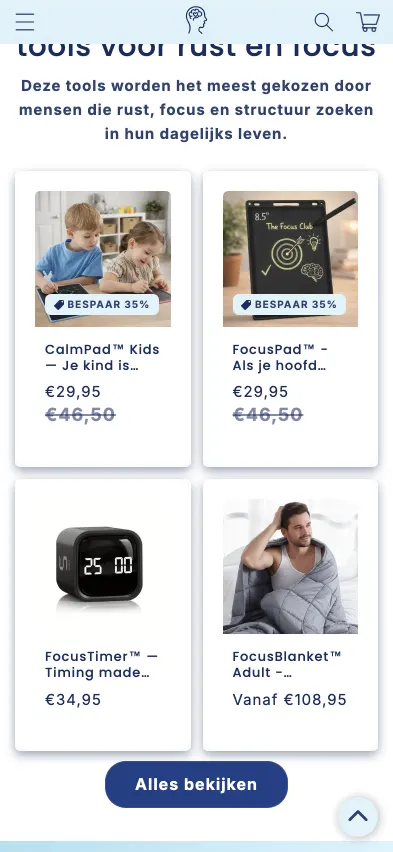 tools voor rust en focus
Deze tools worden het meest gekozen door
mensen die rust, focus en structuur zoeken
in hun dagelijks leven.
8.5"
The Focus Club
BESPAAR 35%
BESPAAR 35%
CalmPad™ Kids
— Je kind is…
€29,95
€46,50
FocusPad™ -
Als je hoofd…
€29,95
€46,50
25 00
FocusTimer™ —
Timing made…
€34,95
FocusBlanket™
Adult -…
Vanaf €108,95
Alles bekijken